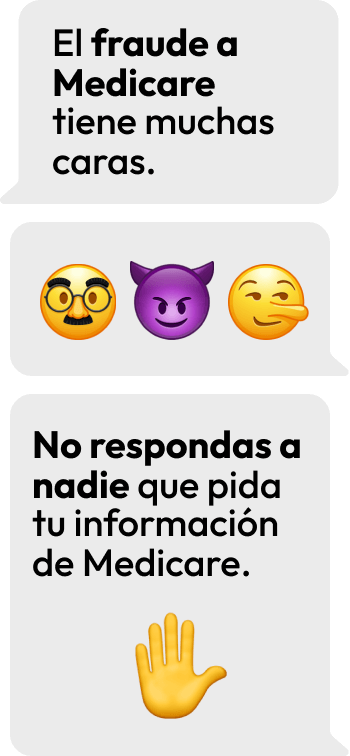 El fraude a
Medicare
tiene muchas
caras.
No respondas a
nadie que pida
tu información
de Medicare.